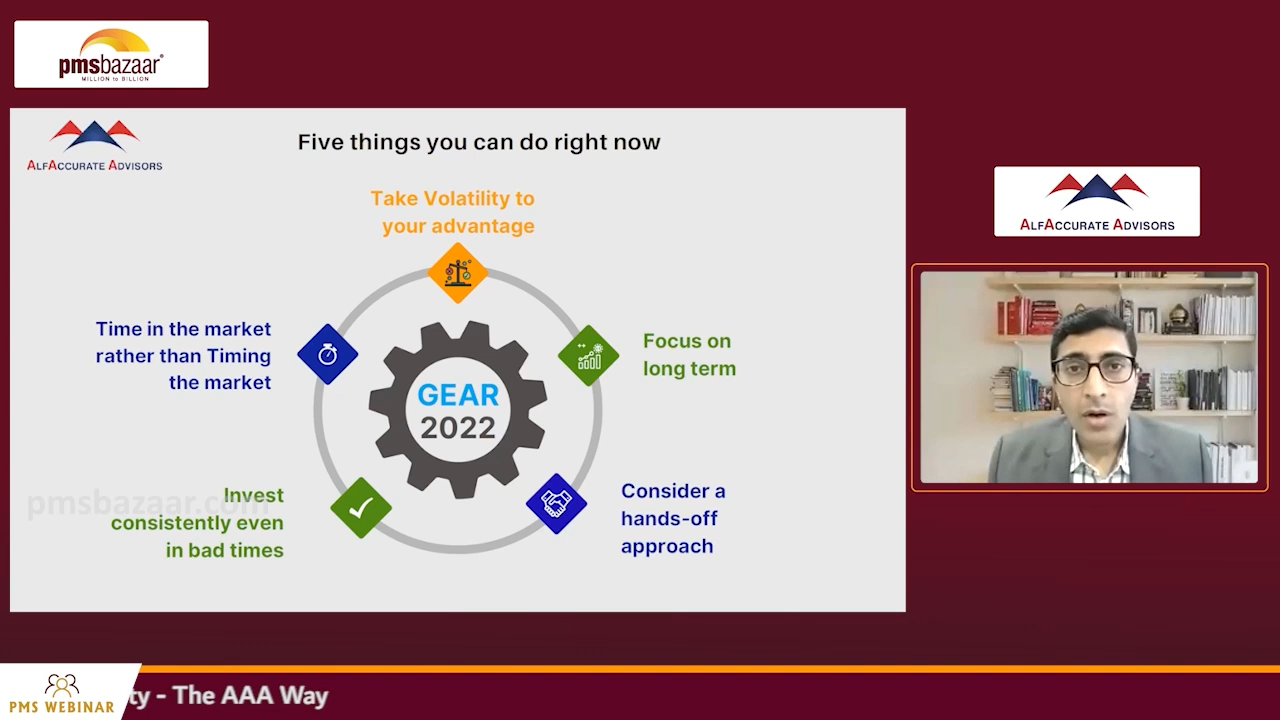 pmsbazaar
MILLION to BILLION
ALFACCURATE ADVISORS
Five things you can do right now
Take Volatility to
your advantage
Time in the market
rather than Timing
the market
Focus on
long term
GEAR
2022
Invest
consistently even
in bad times
Consider a
hands-off
approach
pmsbazaar.com
ALFACCURATE ADVISORS
PMS WEBINAR
ty - The AAA Way